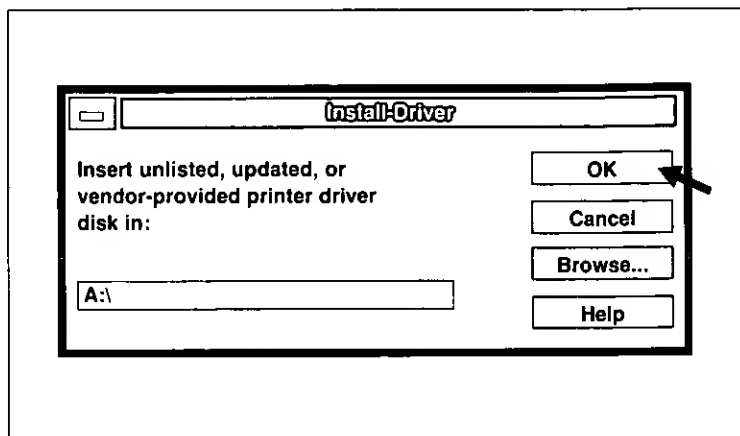 Install-Driver
Insert unlisted, updated, or
vendor-provided printer driver
disk in:
A:\
OK
Cancel
Browse...
Help